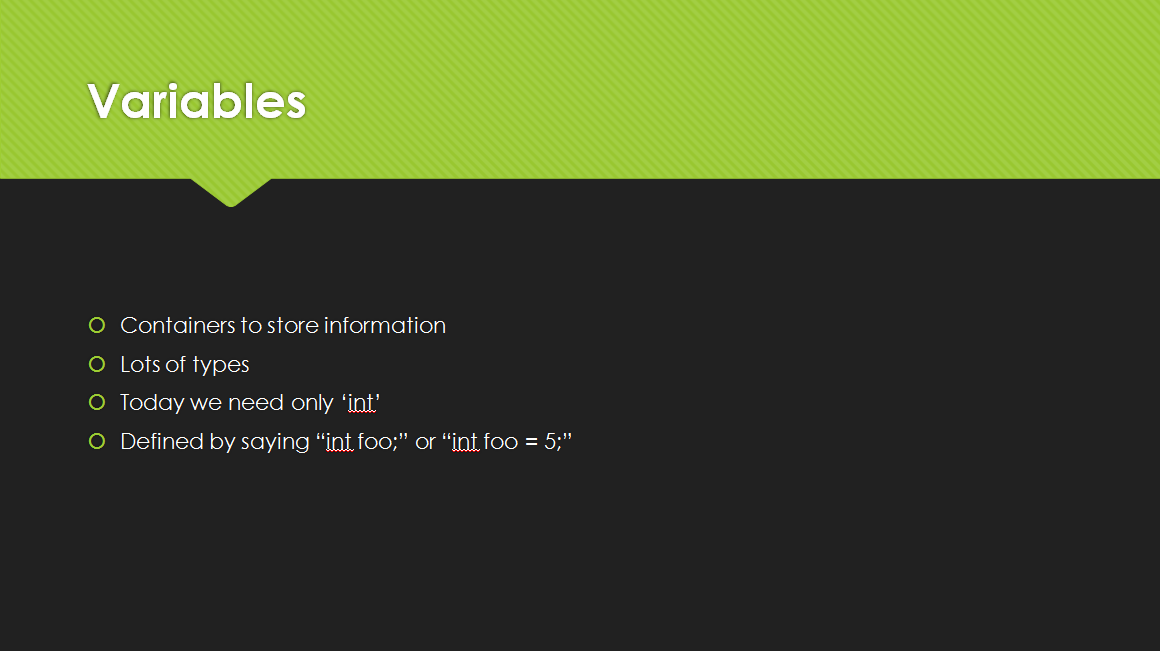 Variables
Containers to store information
Lots of types
Today we need only ‘int’
Defined by saying “int foo;” or “int foo = 5;”